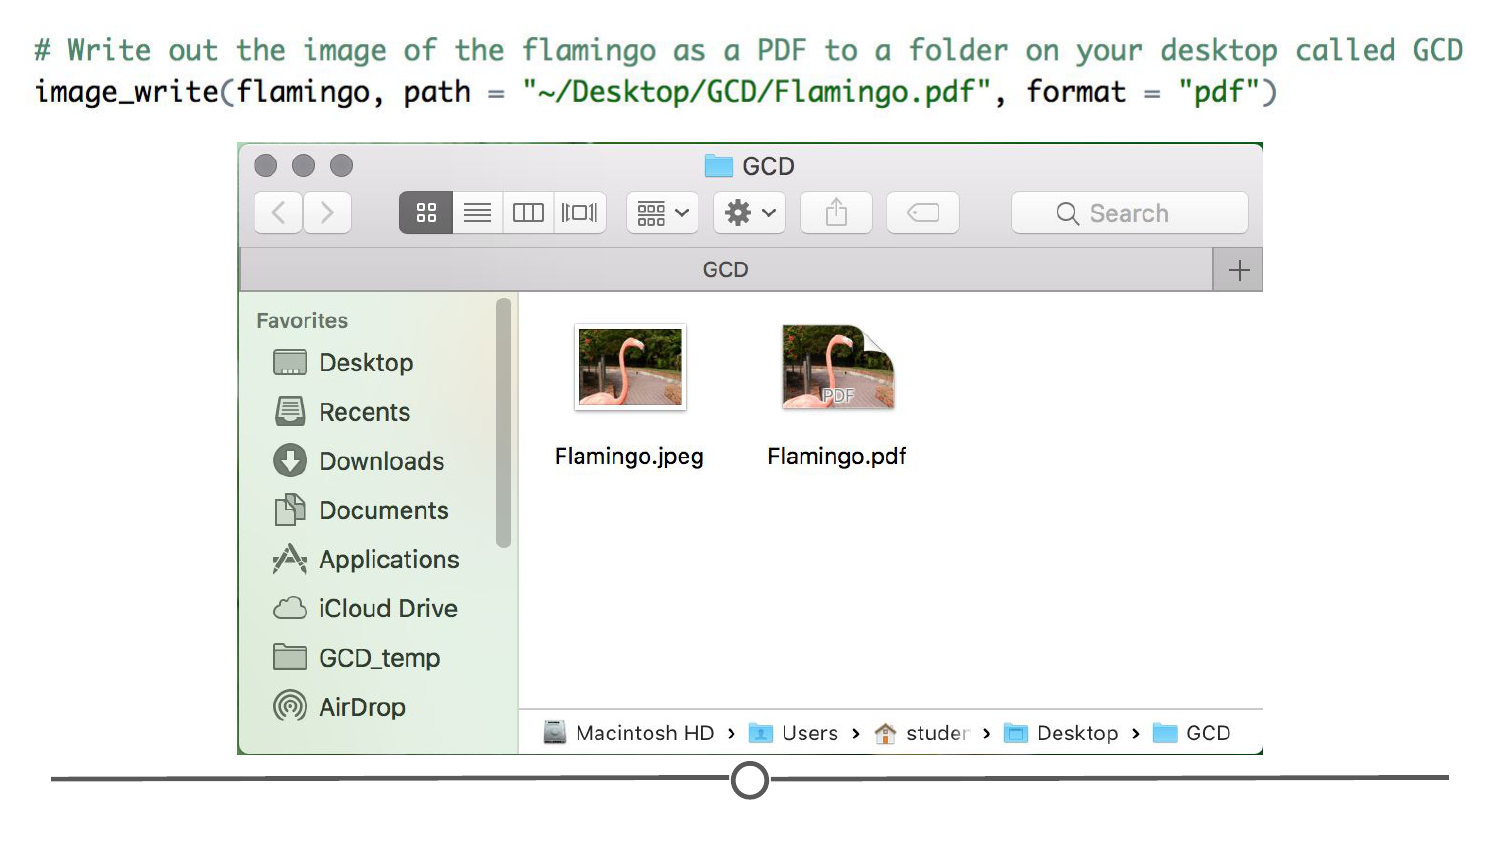 # Write out the image of the flamingo as a PDF to a folder on your desktop called GCD
image_write(flamingo, path = "~/Desktop/GCD/Flamingo.pdf", format = "pdf")
GCD
Search
GCD
Favorites
Desktop
Recents
Downloads
Documents
Applications
iCloud Drive
GCD_temp
AirDrop
PDF
Flamingo.jpeg Flamingo.pdf
Macintosh HD › Users › studer › Desktop › GCD